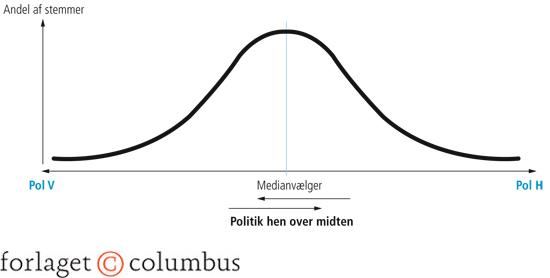 Andel af stemmer
Pol V
Medianvælger
Pol H
Politik hen over midten
forlaget © columbus